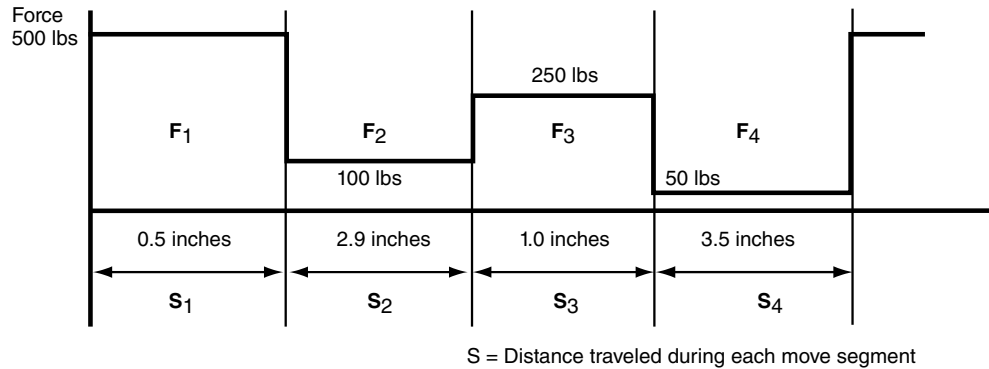 Force
500 lbs
250 lbs
F1
F2
F3
F4
100 lbs
50 lbs
0.5 inches
2.9 inches
1.0 inches
3.5 inches
S1
S2
S3
S4
S = Distance traveled during each move segment